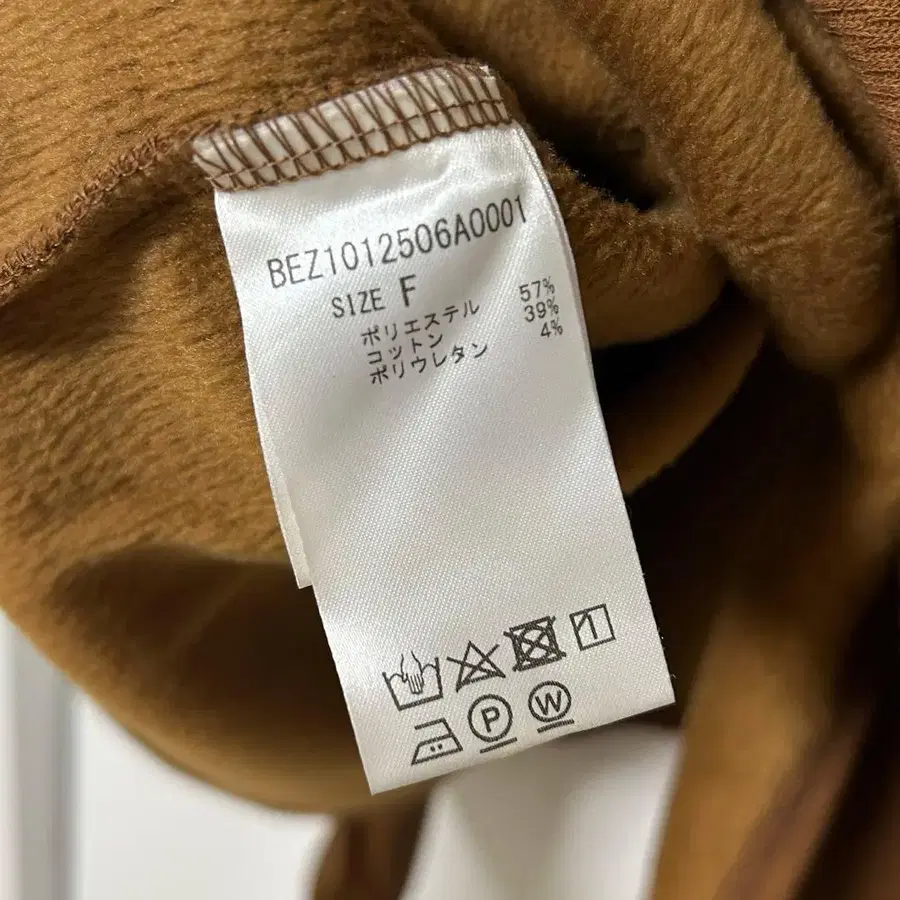 BEZ1012506A0001
SIZE F
ポリエステル 57%
コットン 39%
ポリウレタン 4%
P W